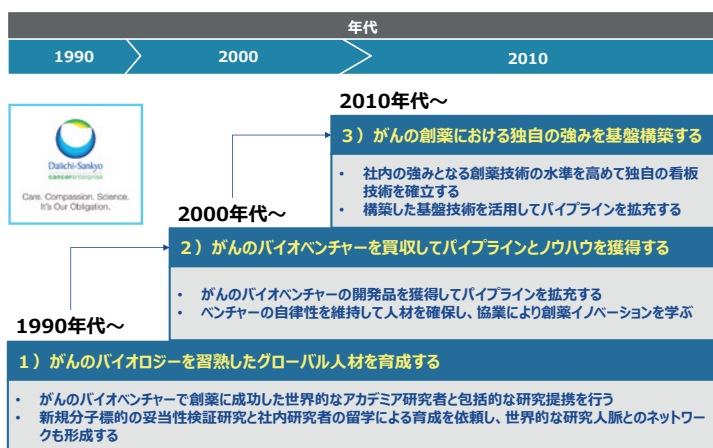 年代
1990
2000
2010
Daiichi-Sankyo
cancerenterprise
Care. Compassion. Science.
It's Our Obligation.
2010年代～
3）がんの創薬における独自の強みを基盤構築する
• 社内の強みとなる創薬技術の水準を高めて独自の看板
技術を確立する
• 構築した基盤技術を活用してパイプラインを拡充する
2000年代～
2）がんのバイオベンチャーを買収してパイプラインとノウハウを獲得する
• がんのバイオベンチャーの開発品を獲得してパイプラインを拡充する
• ベンチャーの自律性を維持して人材を確保し、協業により創薬イノベーションを学ぶ
1990年代～
1）がんのバイオロジーを習熟したグローバル人材を育成する
• がんのバイオベンチャーで創薬に成功した世界的なアカデミア研究者と包括的な研究提携を行う
• 新規分子標的の妥当性検証研究と社内研究者の留学による育成を依頼し、世界的な研究人脈とのネットワー
クも形成する